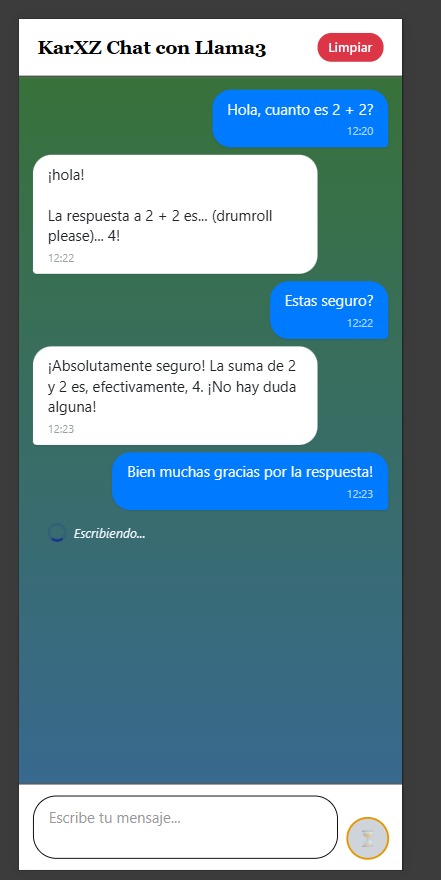 KarXZ Chat con Llama3
Limpiar
Hola, cuanto es 2 + 2?
12:20
¡hola!
La respuesta a 2 + 2 es... (drumroll
please)... 4!
12:22
Estas seguro?
12:22
¡Absolutamente seguro! La suma de 2
y 2 es, efectivamente, 4. ¡No hay duda
alguna!
12:23
Bien muchas gracias por la respuesta!
12:23
Escribiendo...
Escribe tu mensaje...